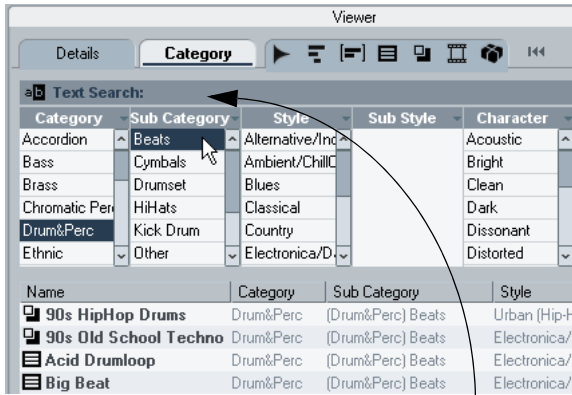 Viewer
Details Category
ab Text Search:
Category Sub Category Style Sub Style Character
Accordion Beats Alternative/Ind Acoustic
Bass Cymbals Ambient/ChillO Bright
Brass Drumset Blues Clean
Chromatic Perc HiHats Classical Dark
Drum&Perc Kick Drum Country Dissonant
Ethnic Other Electronica/D Distorted
Name Category Sub Category Style
90s HipHop Drums Drum&Perc (Drum&Perc) Beats Urban (Hip-H
90s Old School Techno Drum&Perc (Drum&Perc) Beats Electronica/
Acid Drumloop Drum&Perc (Drum&Perc) Beats Electronica/
Big Beat Drum&Perc (Drum&Perc) Beats Electronica/